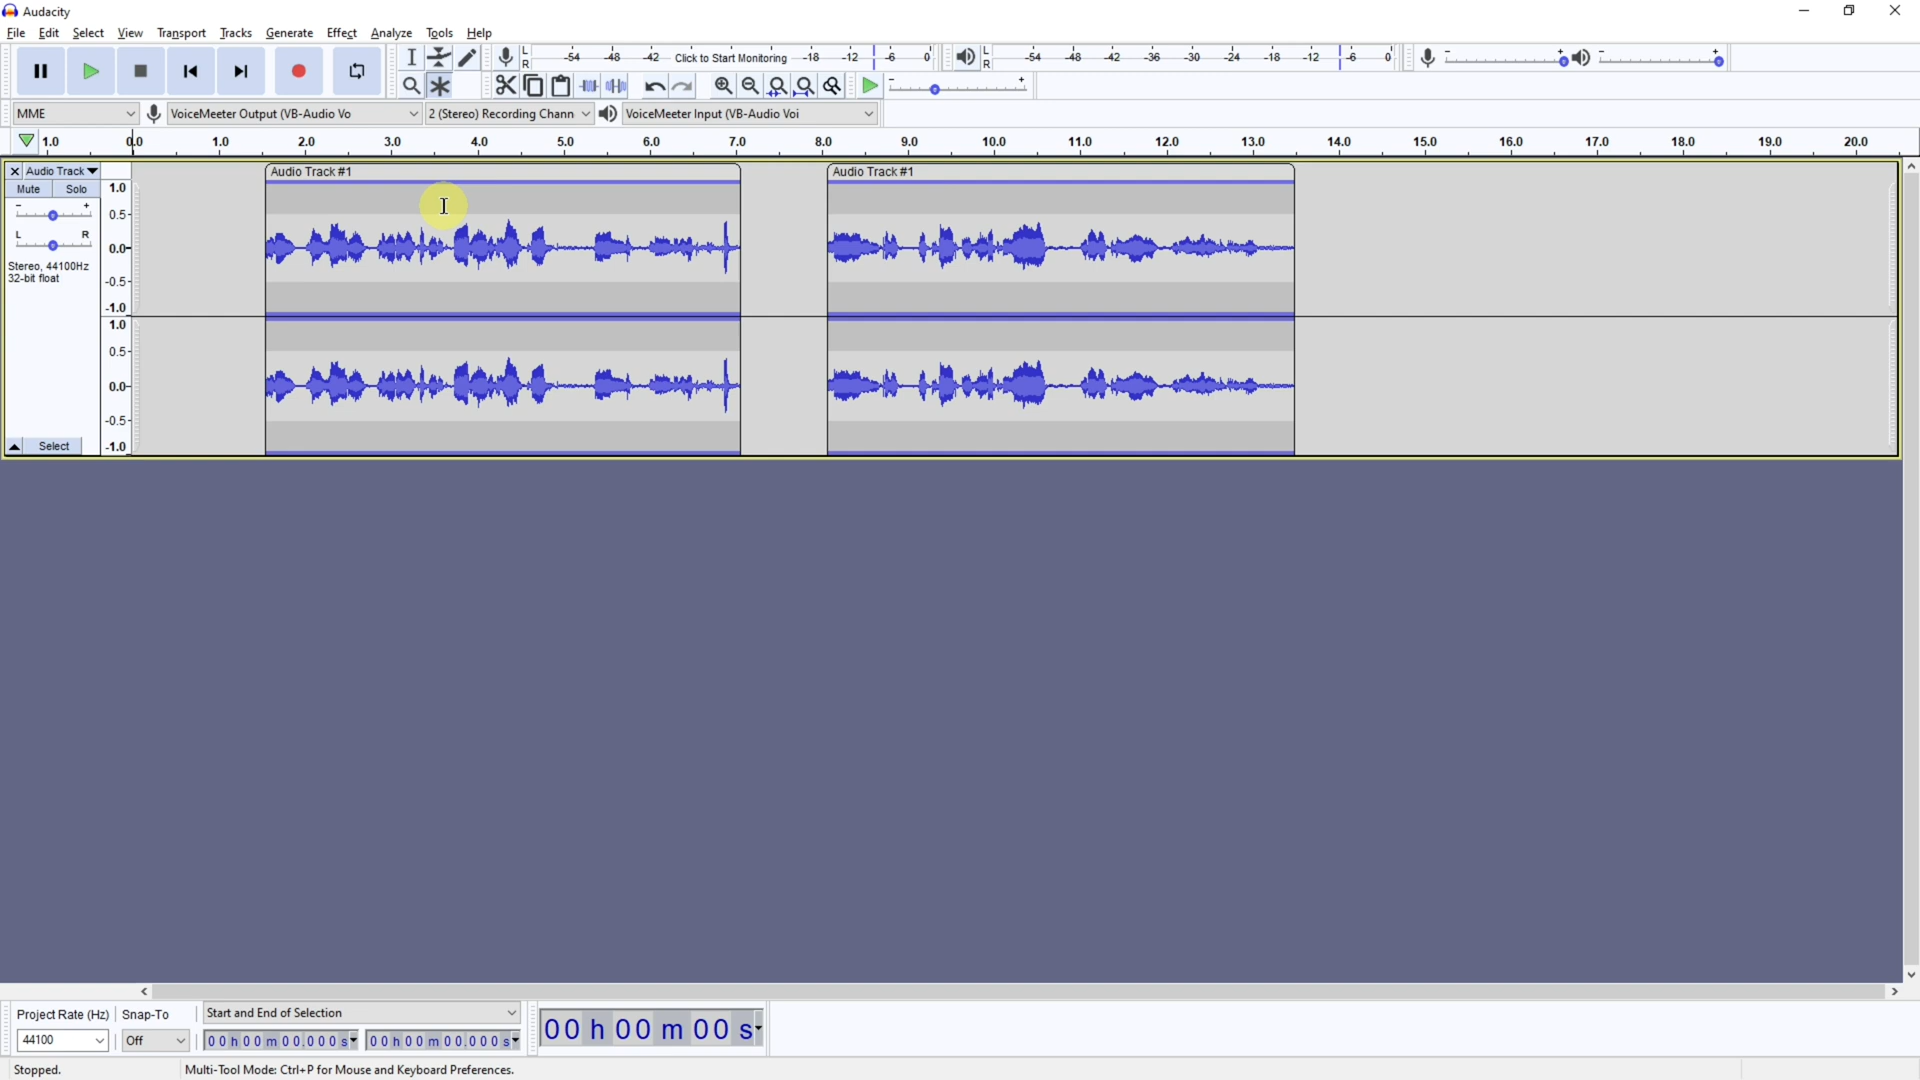 Audacity
File Edit Select View Transport Tracks Generate Effect Analyze Tools Help
L R -54 -48 -42 Click to Start Monitoring -18 -12 -6 0 L R -54 -48 -42 -36 -30 -24 -18 -12 -6 0 - + - +
- +
MME VoiceMeeter Output (VB-Audio Vo 2 (Stereo) Recording Chann VoiceMeeter Input (VB-Audio Voi
1.0 0.0 1.0 2.0 3.0 4.0 5.0 6.0 7.0 8.0 9.0 10.0 11.0 12.0 13.0 14.0 15.0 16.0 17.0 18.0 19.0 20.0
Audio Track Audio Track #1 Audio Track #1
Mute Solo 1.0
- + 0.5
L R 0.0
Stereo, 44100Hz
32-bit float -0.5
-1.0
1.0
0.5
0.0
-0.5
Select -1.0
Project Rate (Hz) Snap-To Start and End of Selection
44100 Off 00 h 00 m 00.000 s 00 h 00 m 00.000 s 00 h 00 m 00 s
Stopped. Multi-Tool Mode: Ctrl+P for Mouse and Keyboard Preferences.